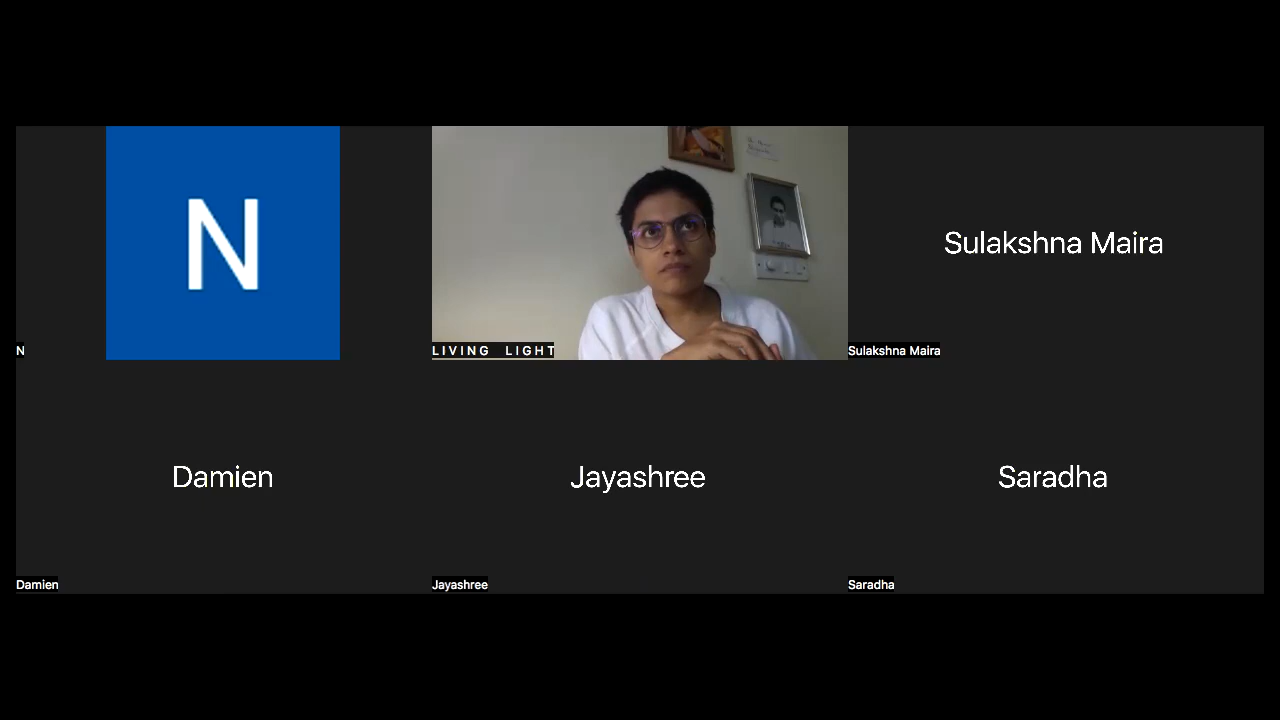 N
N
LIVING LIGHT
Sulakshna Maira
Sulakshna Maira
Damien
Damien
Jayashree
Jayashree
Saradha
Saradha